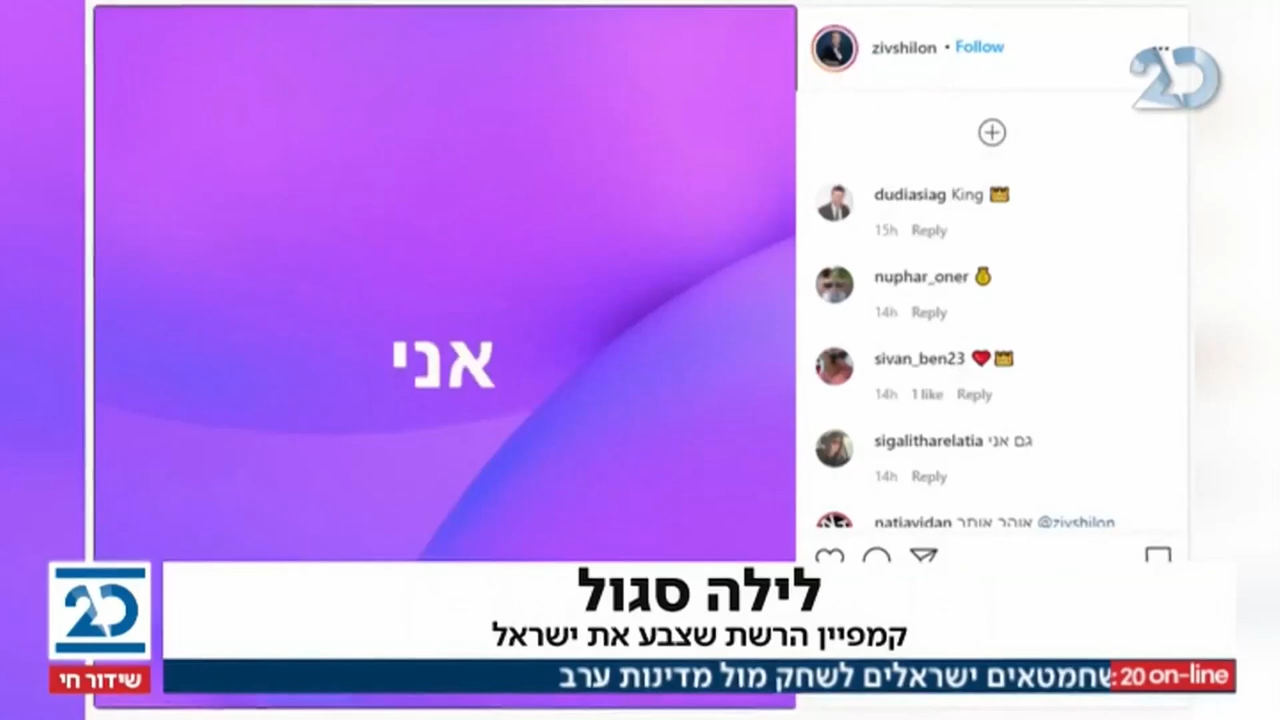 zivshilon • Follow
20
dudiasiag King
15h Reply
nuphar_oner
14h Reply
sivan_ben23
14h 1 like Reply
sigalitharelatia גם אני
14h Reply
natiavidan אוהב אותך @zivshilon
אני
לילה סגול
קמפיין הרשת שצבע את ישראל
20
שידור חי
20 on-line:
שחמטאים ישראלים לשחק מול מדינות ערב